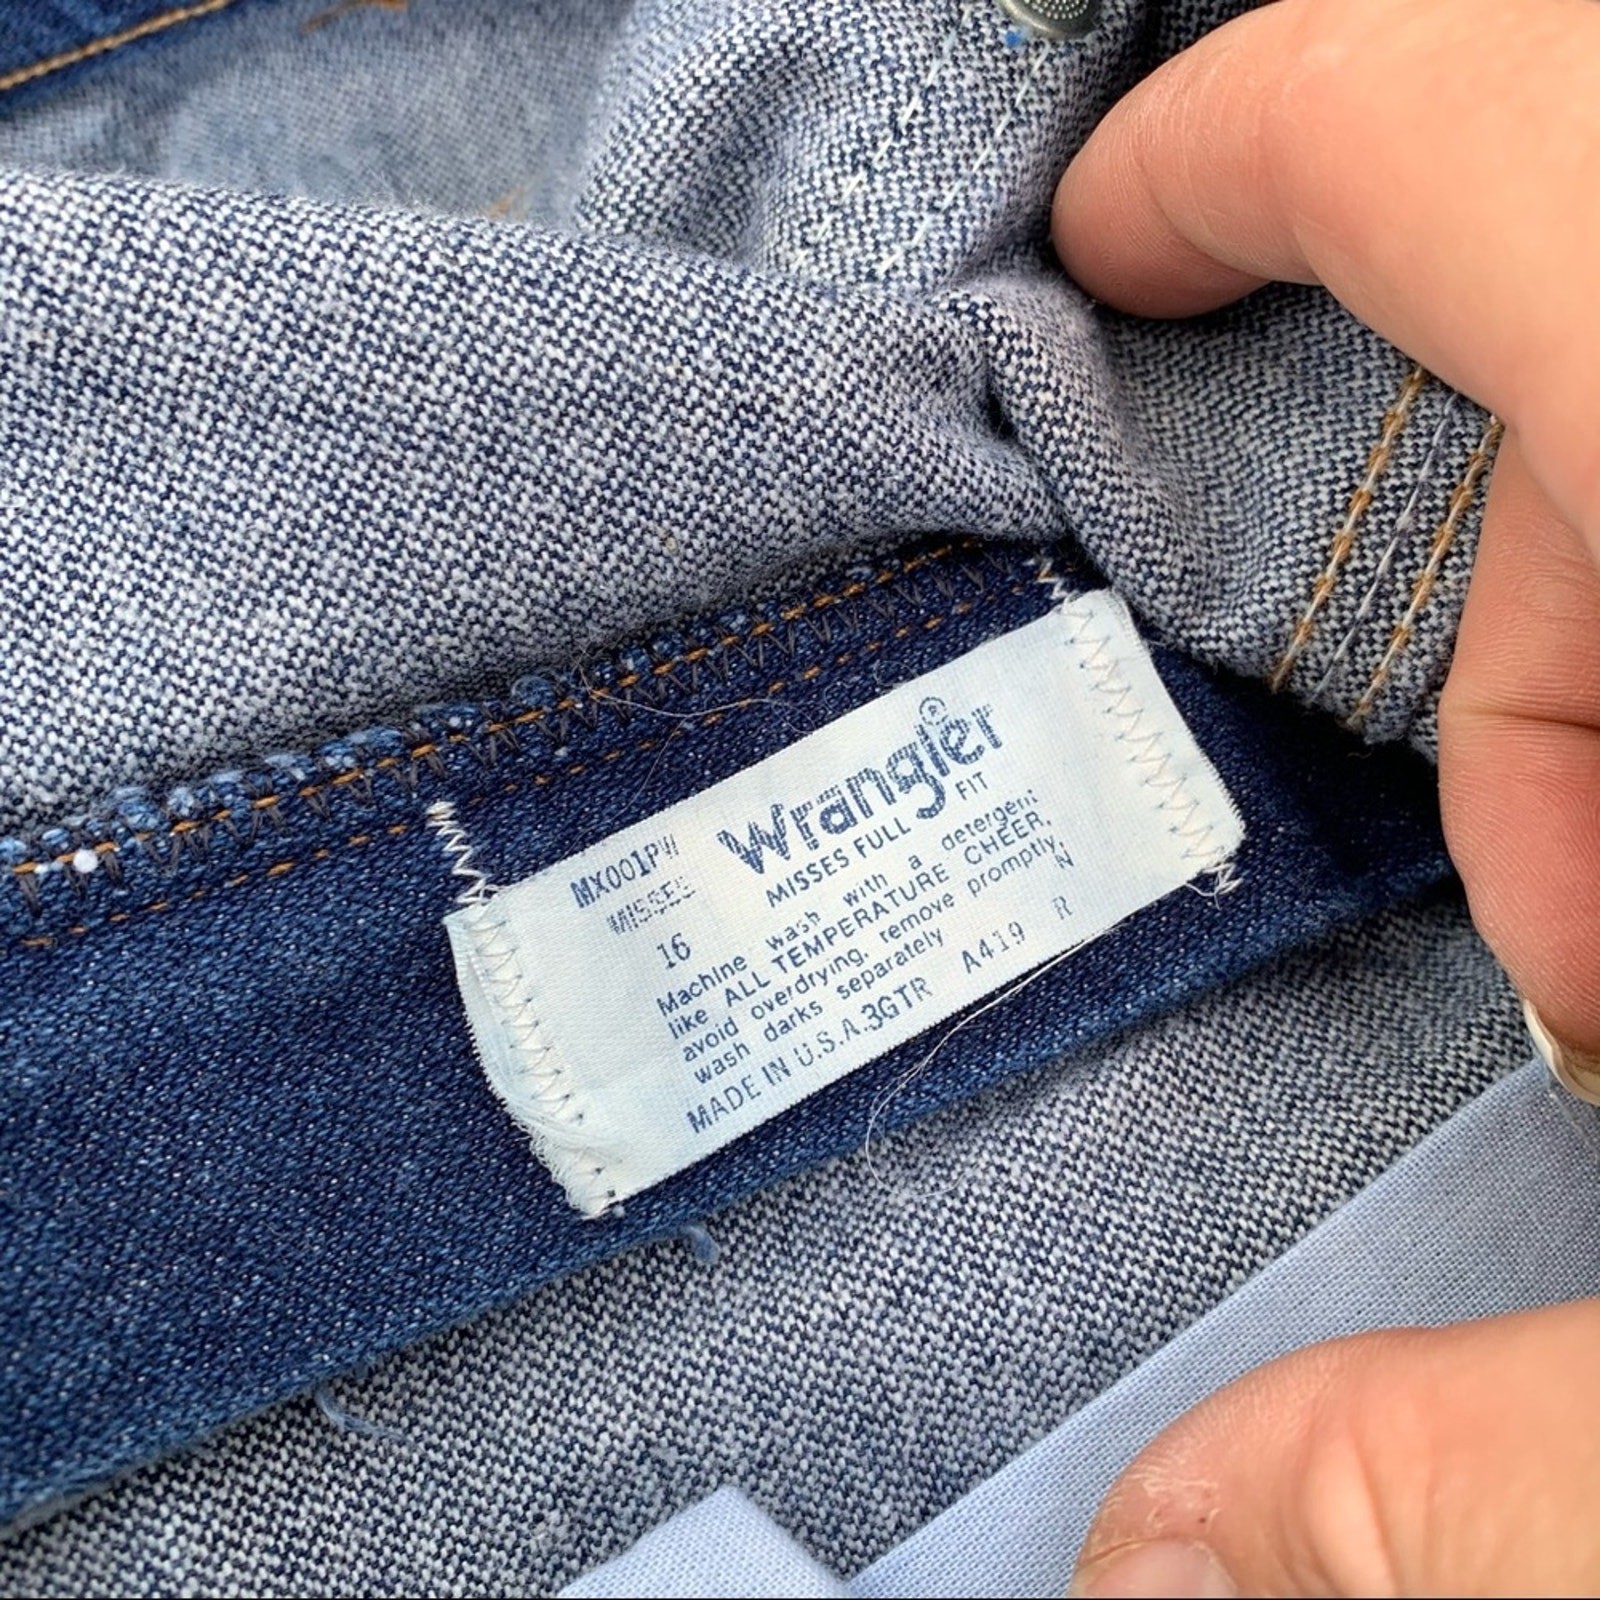 Wrangler®
MISSES FULL FIT
MX001PW
MISSES
16
Machine wash with a detergent
like ALL TEMPERATURE CHEER,
avoid overdrying, remove promptly,
wash darks separately
N
MADE IN U.S.A.3GTR A419 R